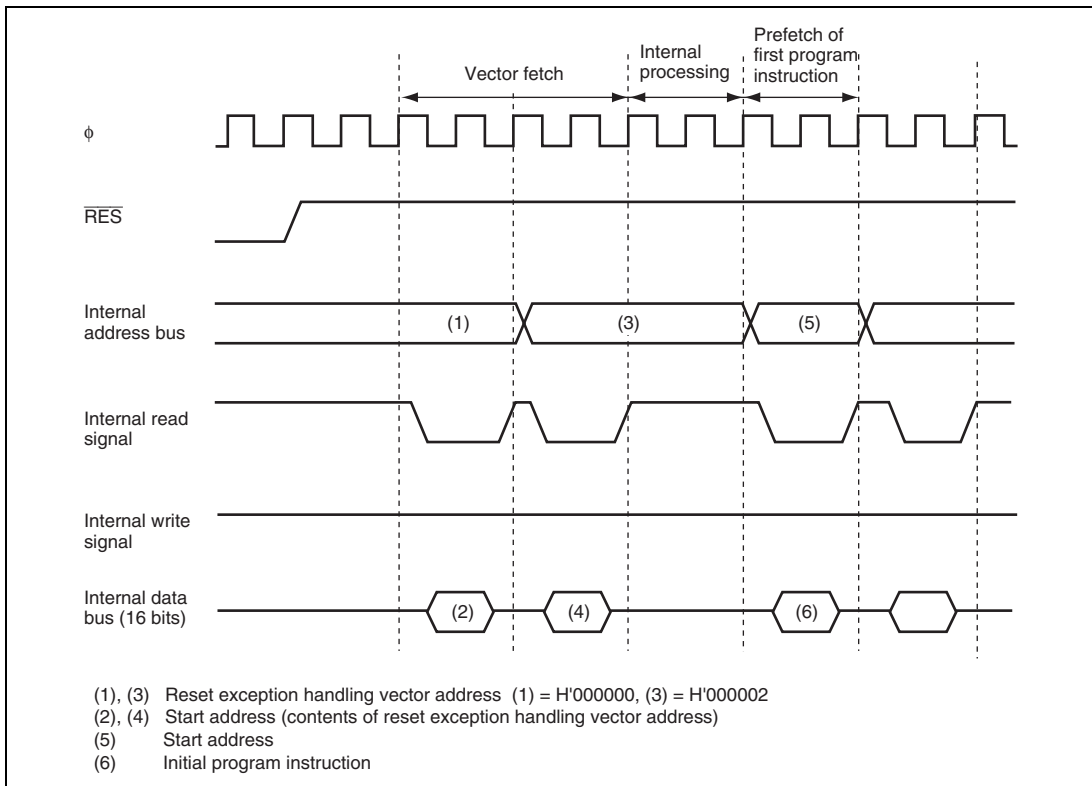 Vector fetch
Internal
processing
Prefetch of
first program
instruction
ϕ
RES
Internal
address bus
(1)
(3)
(5)
Internal read
signal
Internal write
signal
Internal data
bus (16 bits)
(2)
(4)
(6)
(1), (3) Reset exception handling vector address (1) = H'000000, (3) = H'000002
(2), (4) Start address (contents of reset exception handling vector address)
(5) Start address
(6) Initial program instruction